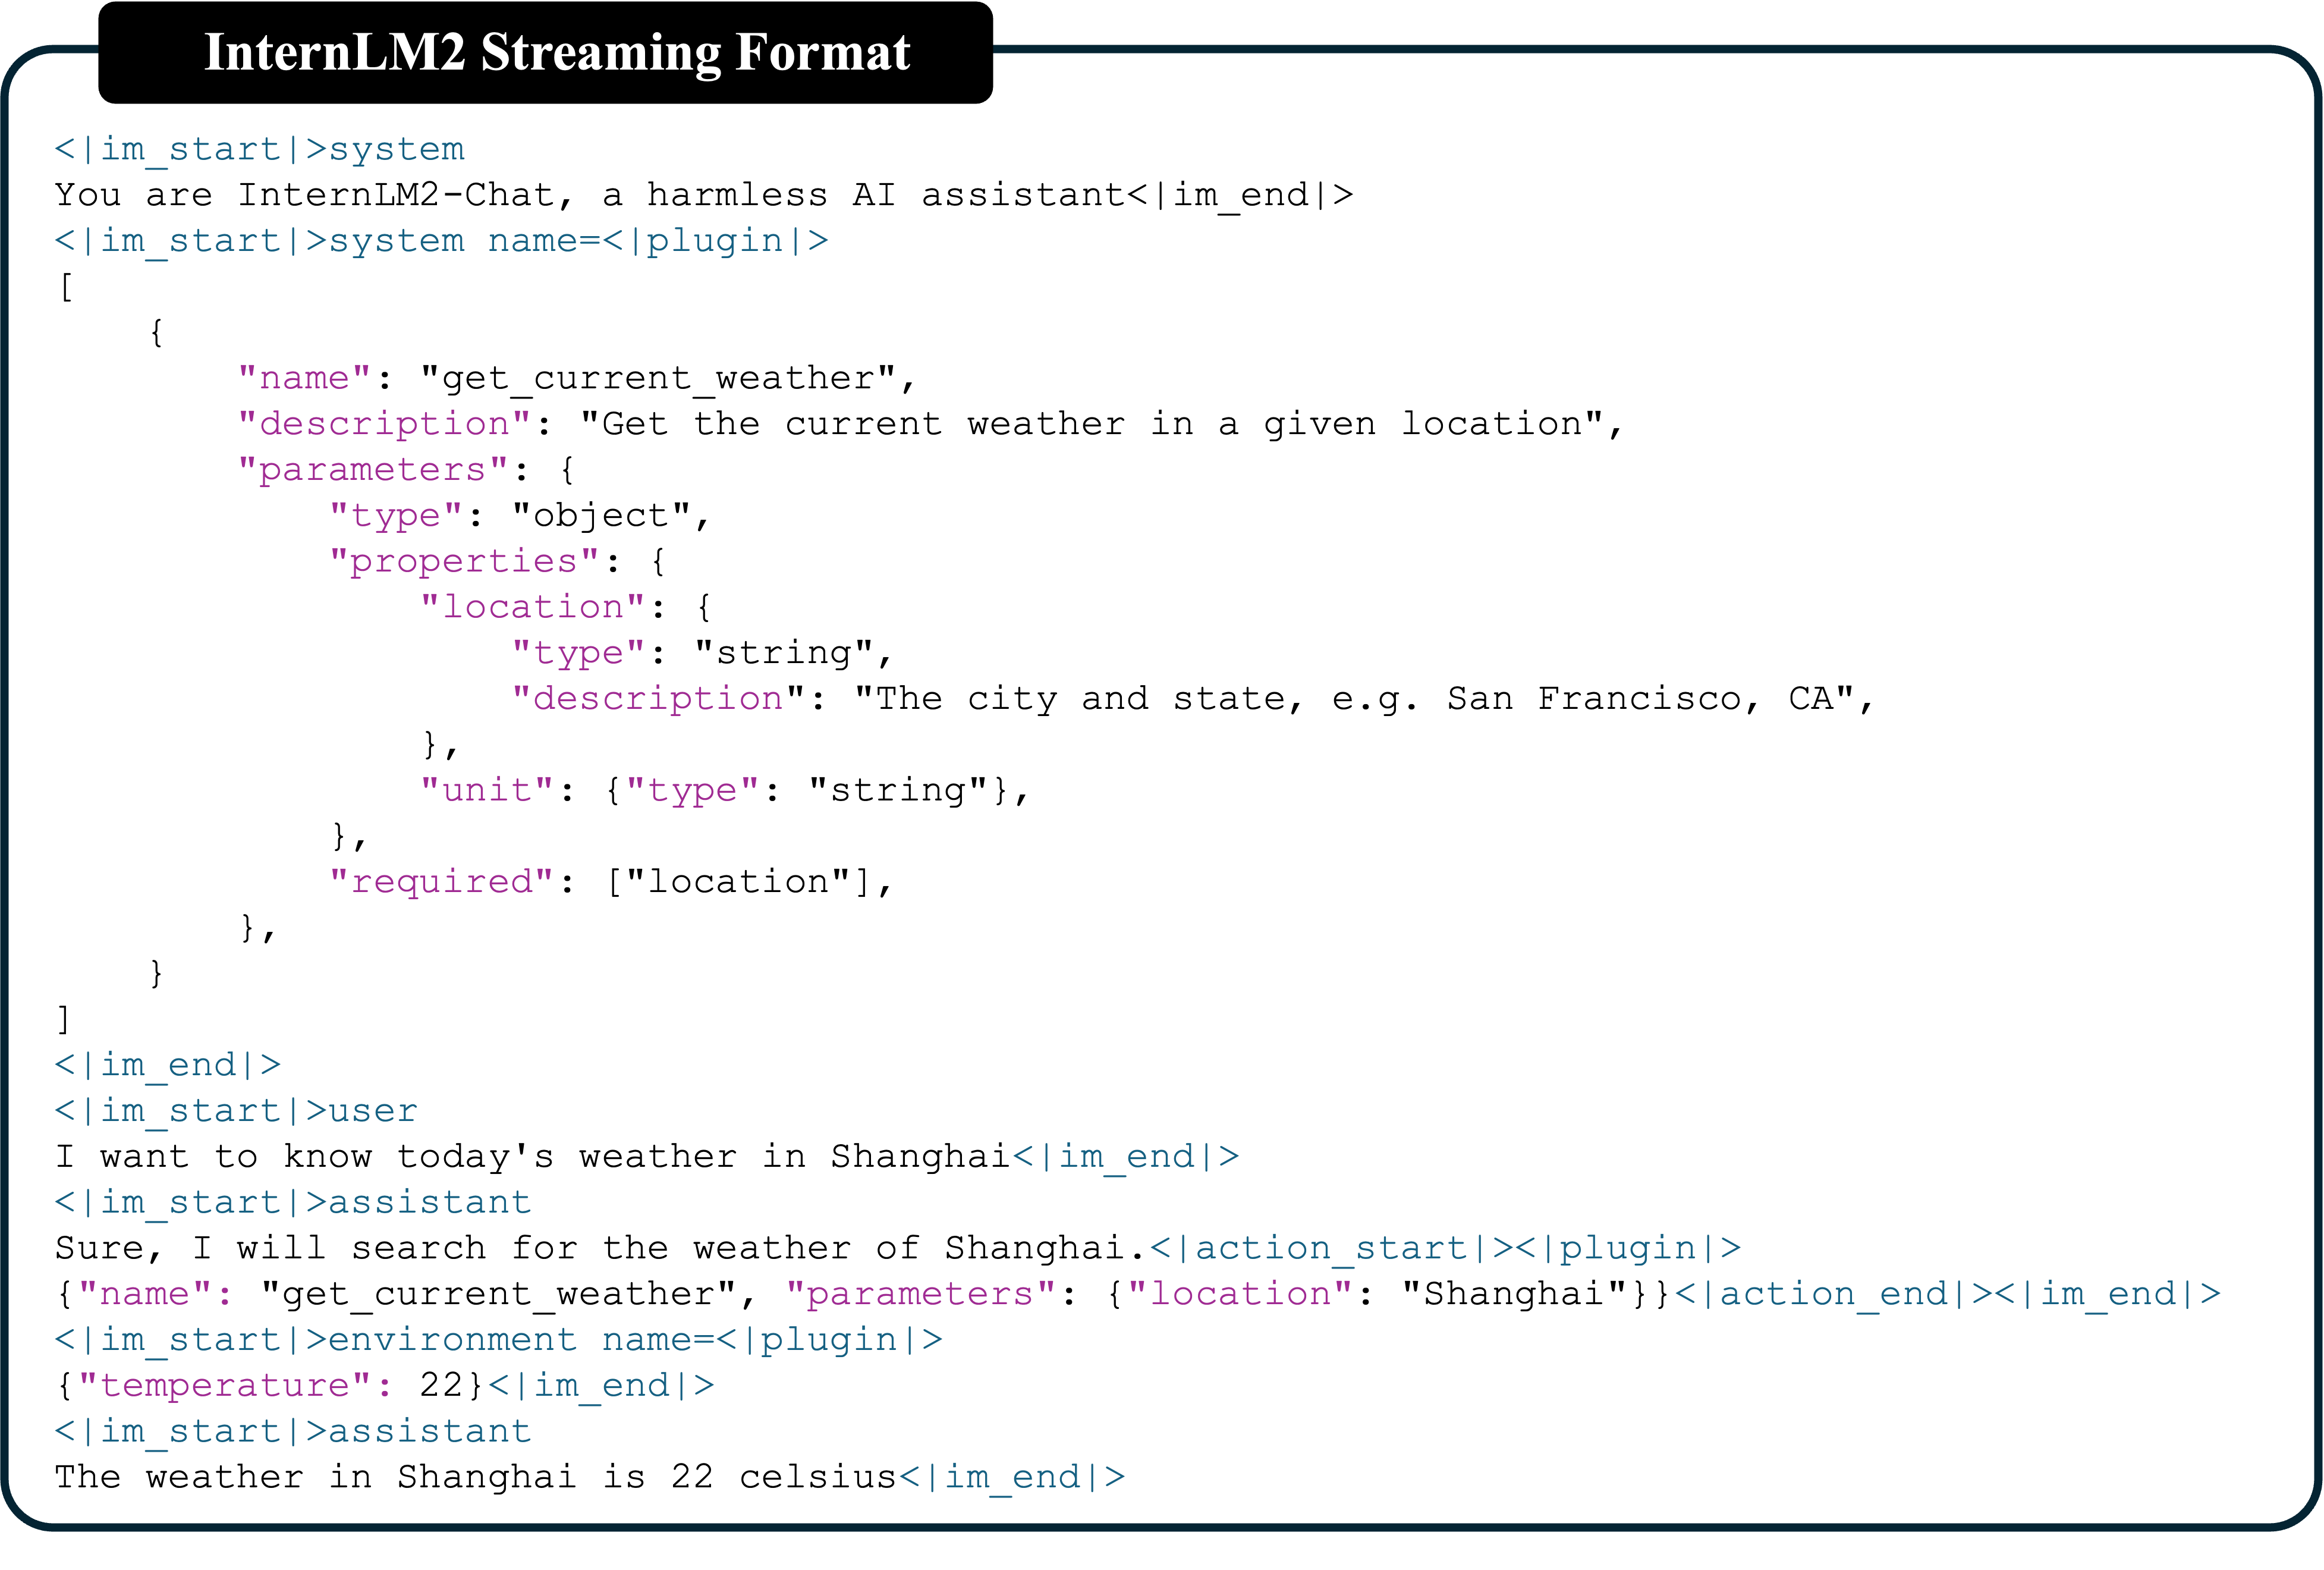 InternLM2 Streaming Format
<|im_start|>system
You are InternLM2-Chat, a harmless AI assistant<|im_end|>
<|im_start|>system name=<|plugin|>
[
    {
        "name": "get_current_weather",
        "description": "Get the current weather in a given location",
        "parameters": {
            "type": "object",
            "properties": {
                "location": {
                    "type": "string",
                    "description": "The city and state, e.g. San Francisco, CA",
                },
                "unit": {"type": "string"},
            },
            "required": ["location"],
        },
    }
]
<|im_end|>
<|im_start|>user
I want to know today's weather in Shanghai<|im_end|>
<|im_start|>assistant
Sure, I will search for the weather of Shanghai.<|action_start|><|plugin|>
{"name": "get_current_weather", "parameters": {"location": "Shanghai"}}<|action_end|><|im_end|>
<|im_start|>environment name=<|plugin|>
{"temperature": 22}<|im_end|>
<|im_start|>assistant
The weather in Shanghai is 22 celsius<|im_end|>